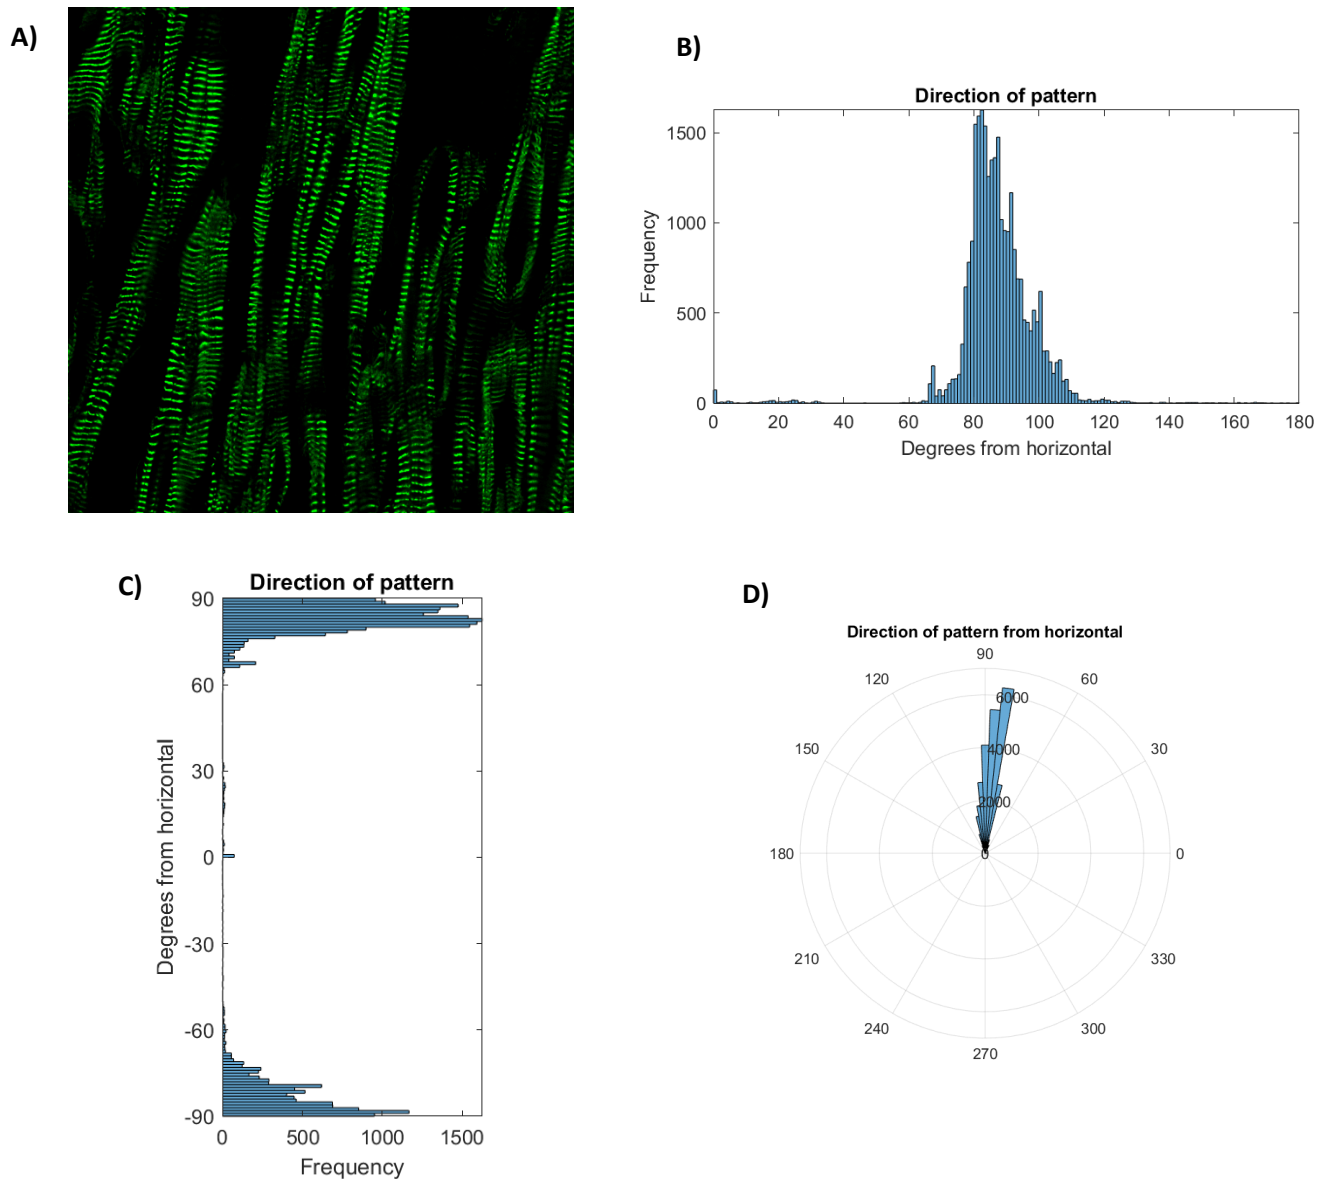 A)
B)
Direction of pattern
Frequency
1500
1000
500
0
0 20 40 60 80 100 120 140 160 180
Degrees from horizontal
C)
Direction of pattern
Degrees from horizontal
90
60
30
0
-30
-60
-90
0 500 1000 1500
Frequency
D)
Direction of pattern from horizontal
90
120 60
6000
150 4000 30
2000
180 0 0
210 330
240 300
270